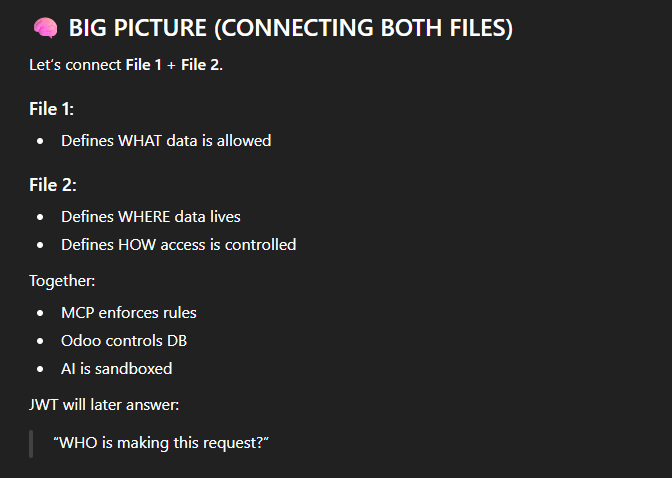 🧠 BIG PICTURE (CONNECTING BOTH FILES)
Let’s connect File 1 + File 2.
File 1:
• Defines WHAT data is allowed
File 2:
• Defines WHERE data lives
• Defines HOW access is controlled
Together:
• MCP enforces rules
• Odoo controls DB
• AI is sandboxed
JWT will later answer:
“WHO is making this request?”